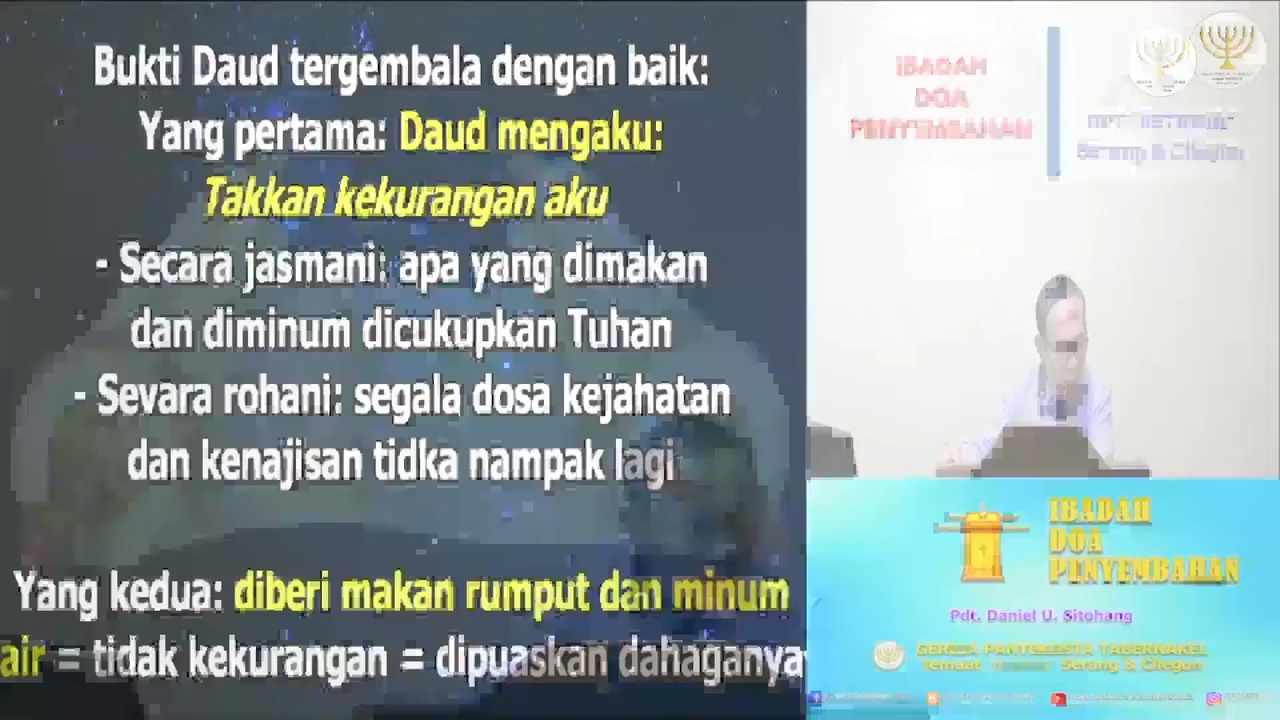 Bukti Daud tergembala dengan baik:
Yang pertama: Daud mengaku:
Takkan kekurangan aku
- Secara jasmani: apa yang dimakan
dan diminum dicukupkan Tuhan
- Sevara rohani: segala dosa kejahatan
dan kenajisan tidka nampak lagi
Yang kedua: diberi makan rumput dan minum
air = tidak kekurangan = dipuaskan dahaganya
IBADAH
DOA
PENYEMBAHAN
Serang & Cilegon
IBADAH
DOA
PENYEMBAHAN
Pdt. Daniel U. Sitohang
GEREJA PANTEKOSTA TABERNAKEL
Serang & Cilegon